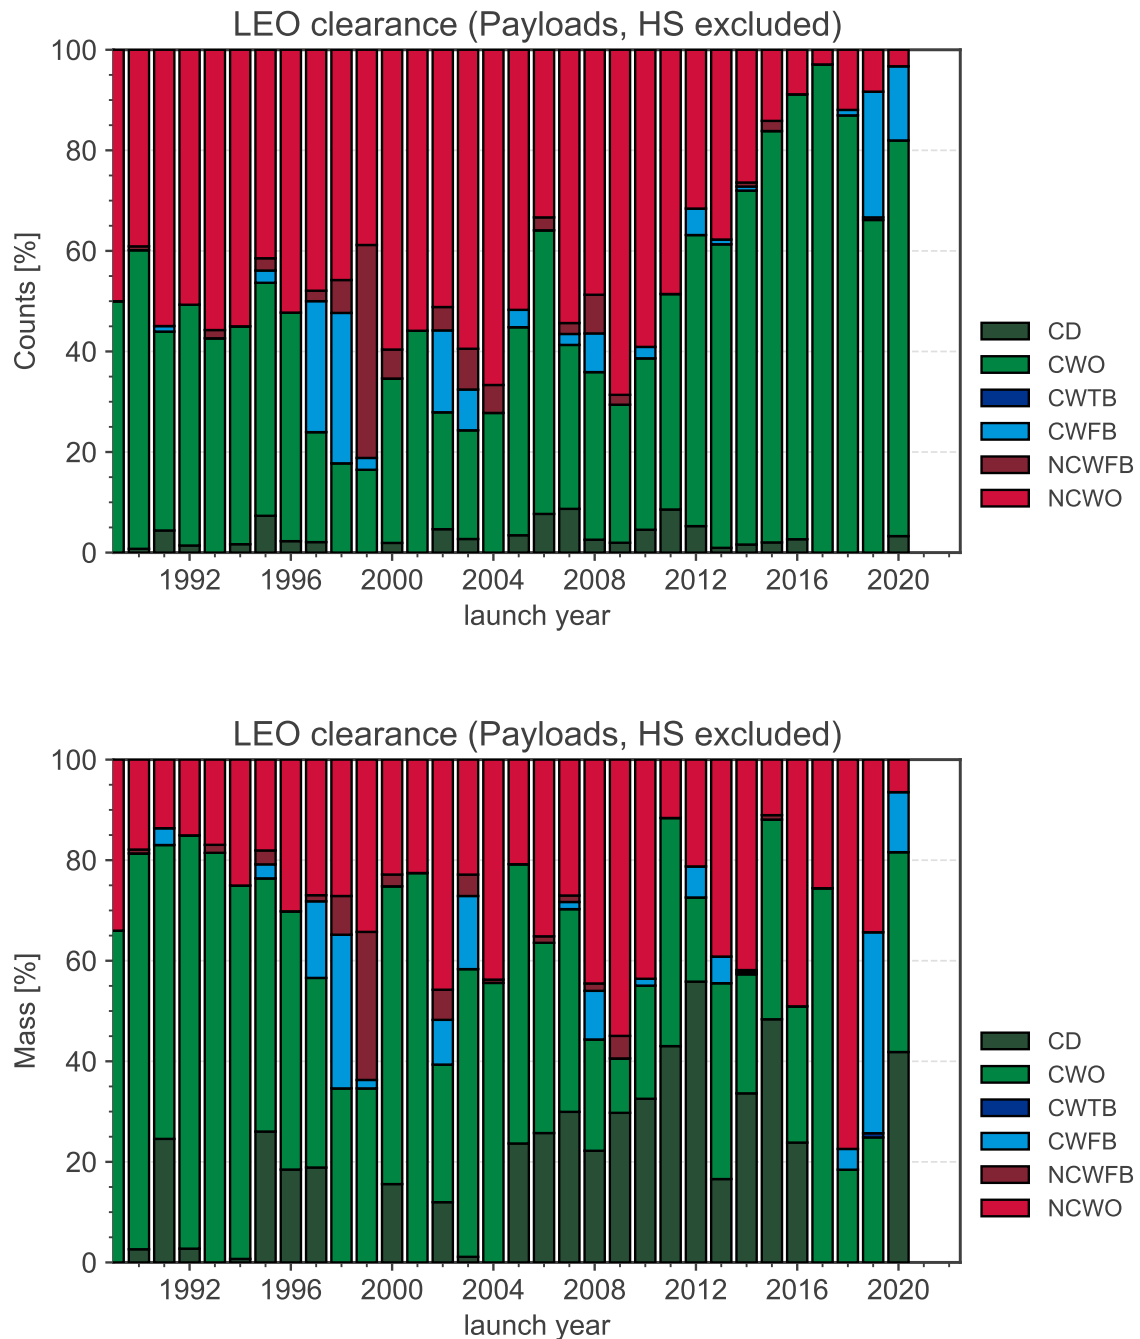 LEO clearance (Payloads, HS excluded)
100
80
60
40
20
0
Counts [%]
1992 1996 2000 2004 2008 2012 2016 2020
launch year
CD
CWO
CWTB
CWFB
NCWFB
NCWO
LEO clearance (Payloads, HS excluded)
100
80
60
40
20
0
Mass [%]
1992 1996 2000 2004 2008 2012 2016 2020
launch year
CD
CWO
CWTB
CWFB
NCWFB
NCWO